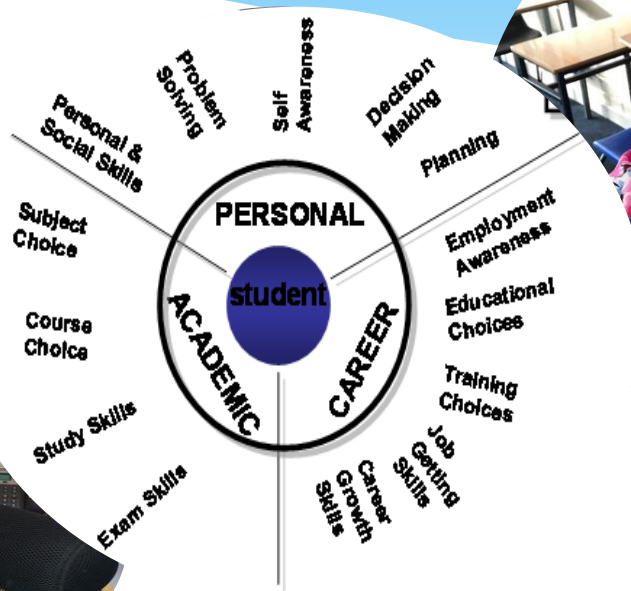 Personal &
Social Skills
Problem
Solving
Self
Awareness
Decision
Making
Planning
PERSONAL
student
ACADEMIC
CAREER
Subject
Choice
Course
Choice
Study Skills
Exam Skills
Employment
Awareness
Educational
Choices
Training
Choices
Job
Getting
Skills
Career
Growth
Skills